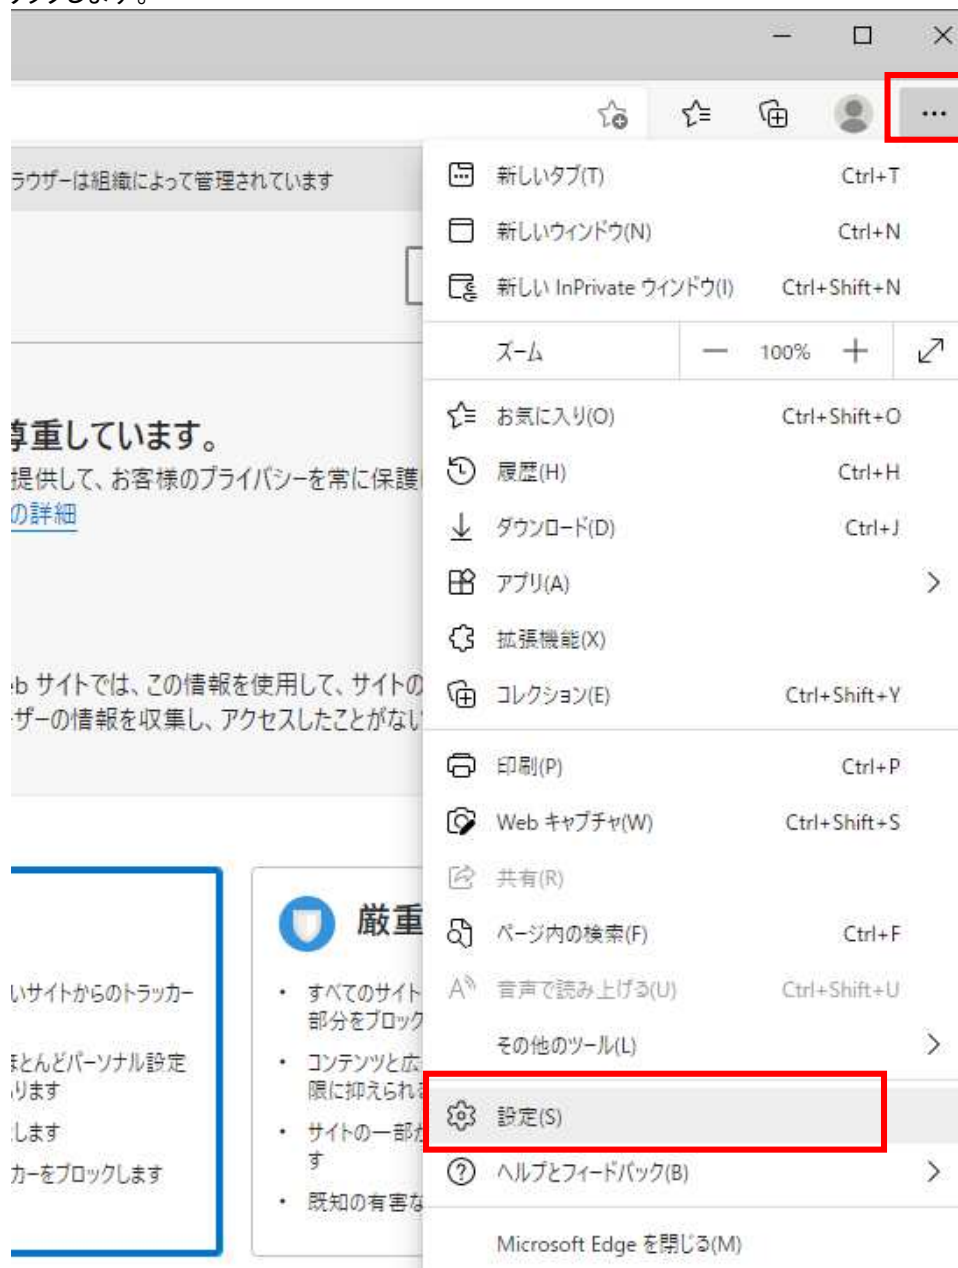 ックします。
ラウザーは組織によって管理されています
尊重しています。
提供して、お客様のプライバシーを常に保護
の詳細
サイトでは、この情報を使用して、サイトの
ザーの情報を収集し、アクセスしたことがない
いサイトからのトラッカー
ほとんどパーソナル設定
ります
します
カーをブロックします
厳重
• すべてのサイト
部分をブロック
• コンテンツと広
限に抑えられ
• サイトの一部が
す
• 既知の有害な
新しいタブ(T) Ctrl+T
新しいウィンドウ(N) Ctrl+N
新しい InPrivate ウィンドウ(I) Ctrl+Shift+N
ズーム — 100% +
お気に入り(O) Ctrl+Shift+O
履歴(H) Ctrl+H
ダウンロード(D) Ctrl+J
アプリ(A)
拡張機能(X)
コレクション(E) Ctrl+Shift+Y
印刷(P) Ctrl+P
Web キャプチャ(W) Ctrl+Shift+S
共有(R)
ページ内の検索(F) Ctrl+F
音声で読み上げる(U) Ctrl+Shift+U
その他のツール(L)
設定(S)
ヘルプとフィードバック(B)
Microsoft Edge を閉じる(M)